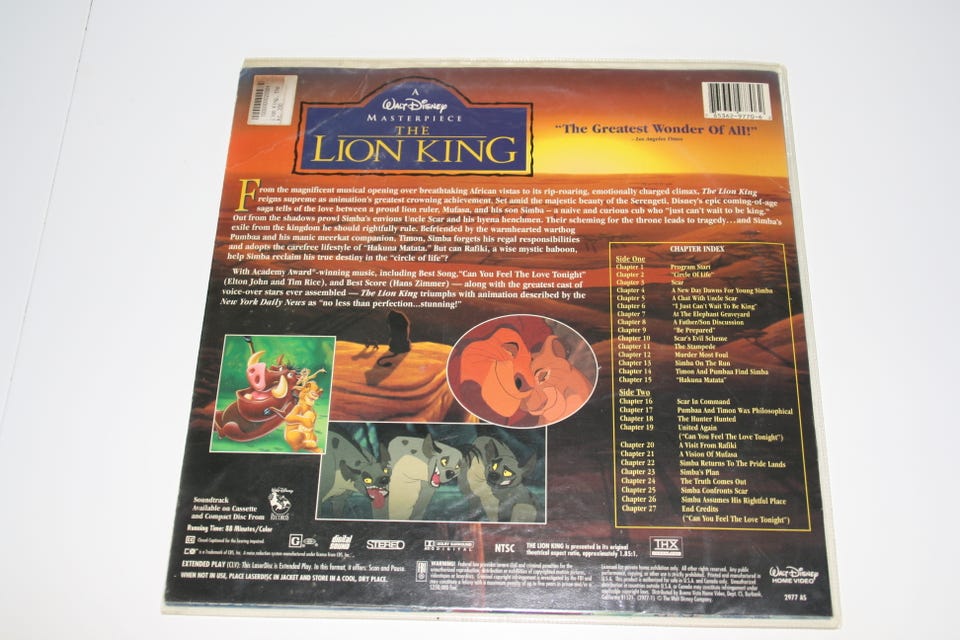 A
WALT DISNEY
MASTERPIECE
THE
LION KING
65362-9770-6
"The Greatest Wonder Of All!"
- Los Angeles Times
From the magnificent musical opening over breathtaking African vistas to its rip-roaring, emotionally charged climax, The Lion King
reigns supreme as animation's greatest crowning achievement. Set amid the majestic beauty of the Serengeti, Disney's epic coming-of-age
saga tells of the love between a proud lion ruler, Mufasa, and his son Simba – a naive and curious cub who "just can't wait to be king."
Out from the shadows prowl Simba's envious Uncle Scar and his hyena henchmen. Their scheming for the throne leads to tragedy...and Simba's
exile from the kingdom he should rightfully rule. Befriended by the warmhearted warthog
Pumbaa and his manic meerkat companion, Timon, Simba forgets his regal responsibilities
and adopts the carefree lifestyle of "Hakuna Matata." But can Rafiki, a wise mystic baboon,
help Simba reclaim his true destiny in the "circle of life"?
With Academy Award®-winning music, including Best Song,"Can You Feel The Love Tonight"
(Elton John and Tim Rice), and Best Score (Hans Zimmer) — along with the greatest cast of
voice-over stars ever assembled — The Lion King triumphs with animation described by the
New York Daily News as "no less than perfection...stunning!"
CHAPTER INDEX
Side One
Chapter 1 Program Start
Chapter 2 "Circle Of Life"
Chapter 3 Scar
Chapter 4 A New Day Dawns For Young Simba
Chapter 5 A Chat With Uncle Scar
Chapter 6 "I Just Can't Wait To Be King"
Chapter 7 At The Elephant Graveyard
Chapter 8 A Father/Son Discussion
Chapter 9 "Be Prepared"
Chapter 10 Scar's Evil Scheme
Chapter 11 The Stampede
Chapter 12 Murder Most Foul
Chapter 13 Simba On The Run
Chapter 14 Timon And Pumbaa Find Simba
Chapter 15 "Hakuna Matata"
Side Two
Chapter 16 Scar In Command
Chapter 17 Pumbaa And Timon Wax Philosophical
Chapter 18 The Hunter Hunted
Chapter 19 United Again
("Can You Feel The Love Tonight")
Chapter 20 A Visit From Rafiki
Chapter 21 A Vision Of Mufasa
Chapter 22 Simba Returns To The Pride Lands
Chapter 23 Simba's Plan
Chapter 24 The Truth Comes Out
Chapter 25 Simba Confronts Scar
Chapter 26 Simba Assumes His Rightful Place
Chapter 27 End Credits
("Can You Feel The Love Tonight")
Soundtrack
Available on Cassette
and Compact Disc From
Walt Disney
RECORDS
Running Time: 88 Minutes/Color
CC Closed Captioned for the hearing impaired.
G
digital
SOUND
STEREO
DOLBY SURROUND
DIGITAL
NTSC
THE LION KING is presented in its original
theatrical aspect ratio, approximately 1.85:1.
THX
EXTENDED PLAY (CLV): This LaserDisc is Extended Play. In this format, it offers: Scan and Pause.
WHEN NOT IN USE, PLACE LASERDISC IN JACKET AND STORE IN A COOL, DRY PLACE.
WARNING:
WALT DISNEY
HOME VIDEO
2977 AS